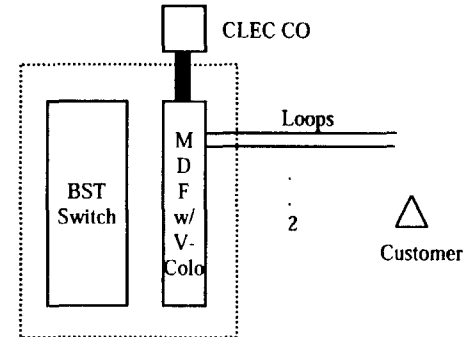 CLEC CO
Loops
M
D
F
w/
V-
Colo
BST
Switch
.
.
2
Customer